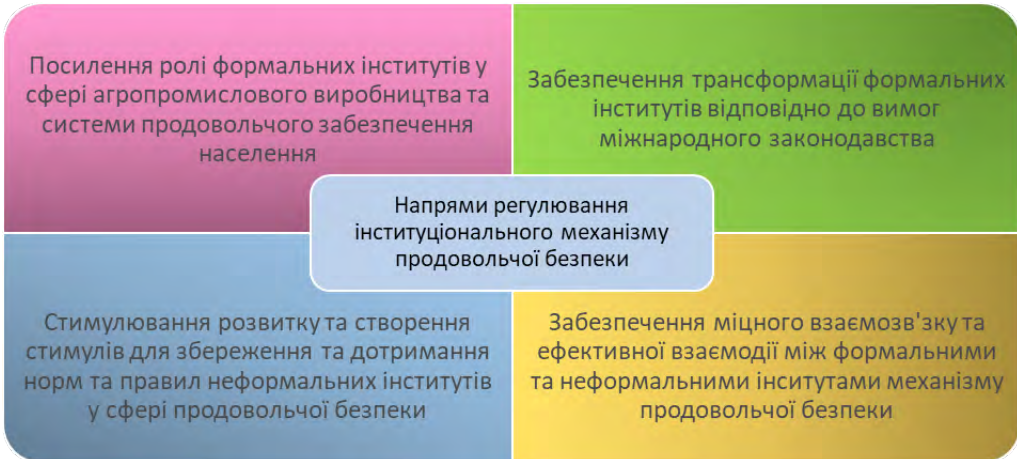 Посилення ролі формальних інститутів у
сфері агропромислового виробництва та
системи продовольчого забезпечення
населення
Забезпечення трансформації формальних
інститутів відповідно до вимог
міжнародного законодавства
Напрями регулювання
інституціонального механізму
продовольчої безпеки
Стимулювання розвитку та створення
стимулів для збереження та дотримання
норм та правил неформальних інститутів
у сфері продовольчої безпеки
Забезпечення міцного взаємозв'язку та
ефективної взаємодії між формальними
та неформальними інситутами механізму
продовольчої безпеки